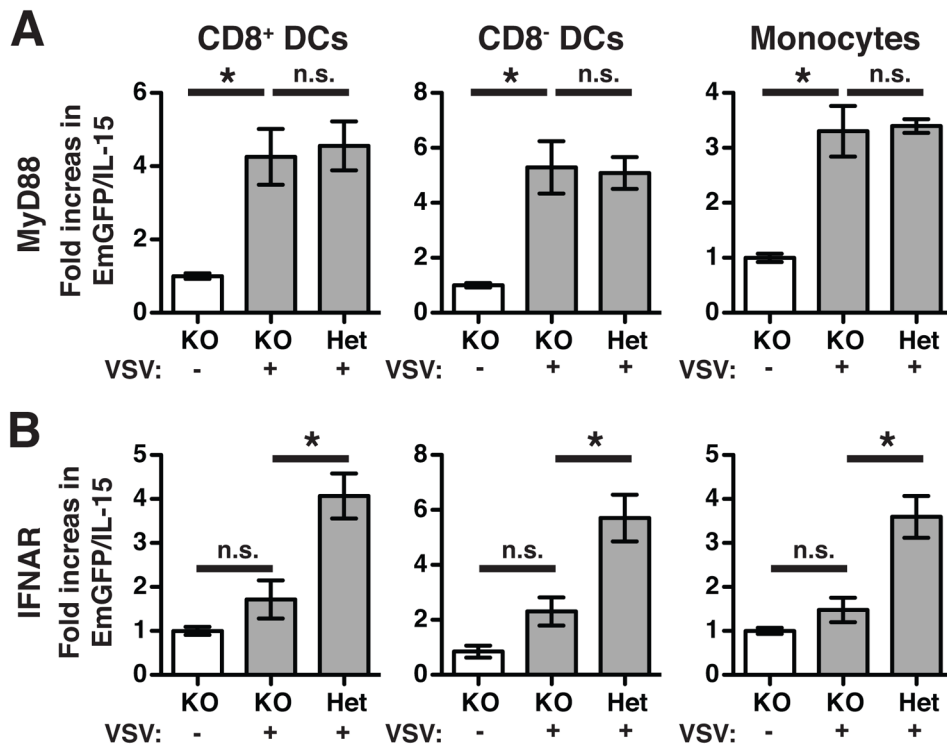 A
CD8⁺ DCs
CD8⁻ DCs
Monocytes
MyD88
Fold increas in
EmGFP/IL-15
* n.s.
6
4
2
0
KO KO Het
VSV: - + +
* n.s.
8
6
4
2
0
KO KO Het
VSV: - + +
* n.s.
4
3
2
1
0
KO KO Het
VSV: - + +
B
IFNAR
Fold increas in
EmGFP/IL-15
*
n.s.
5
4
3
2
1
0
KO KO Het
VSV: - + +
*
n.s.
8
6
4
2
0
KO KO Het
VSV: - + +
*
n.s.
5
4
3
2
1
0
KO KO Het
VSV: - + +